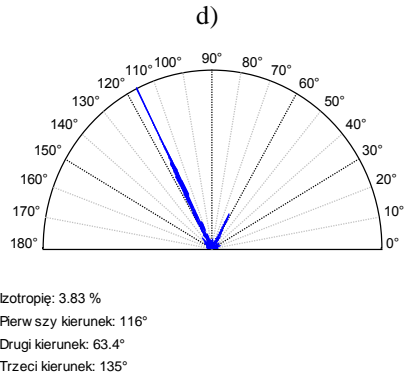 d)
90°
100° 80°
110° 70°
120° 60°
130° 50°
140° 40°
150° 30°
160° 20°
170° 10°
180° 0°
Izotropię: 3.83 %
Pierw szy kierunek: 116°
Drugi kierunek: 63.4°
Trzeci kierunek: 135°